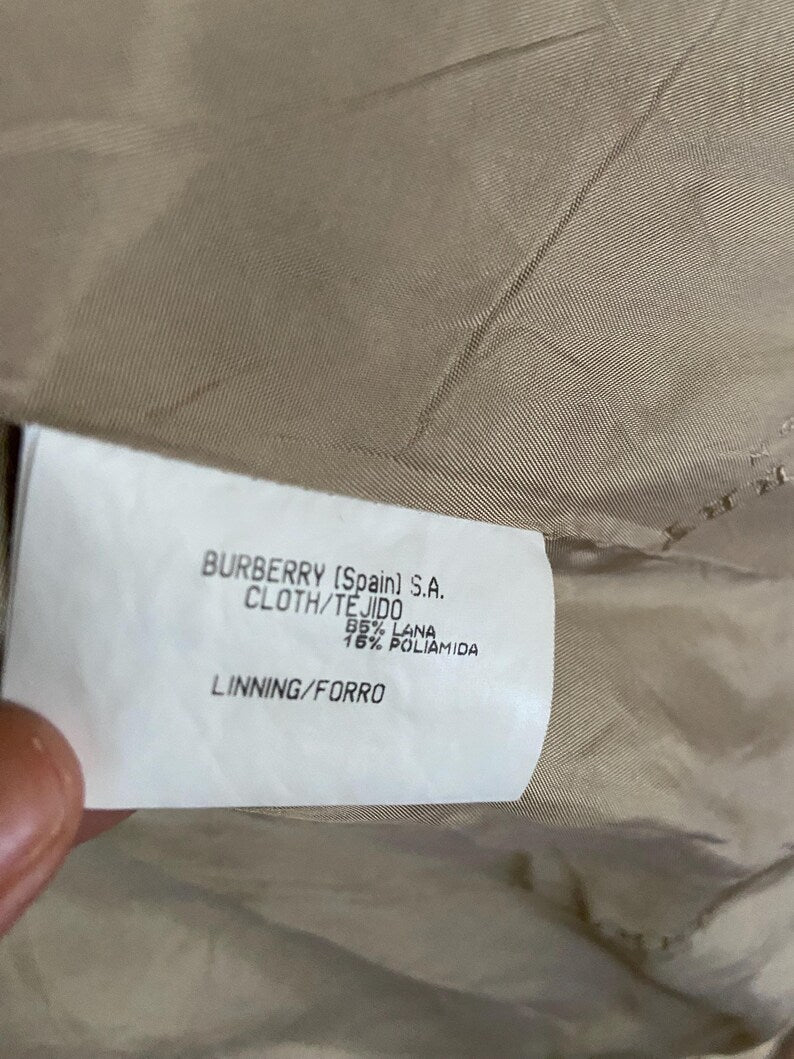 BURBERRY (Spain) S.A.
CLOTH/TEJIDO
85% LANA
15% POLIAMIDA
LINNING/FORRO